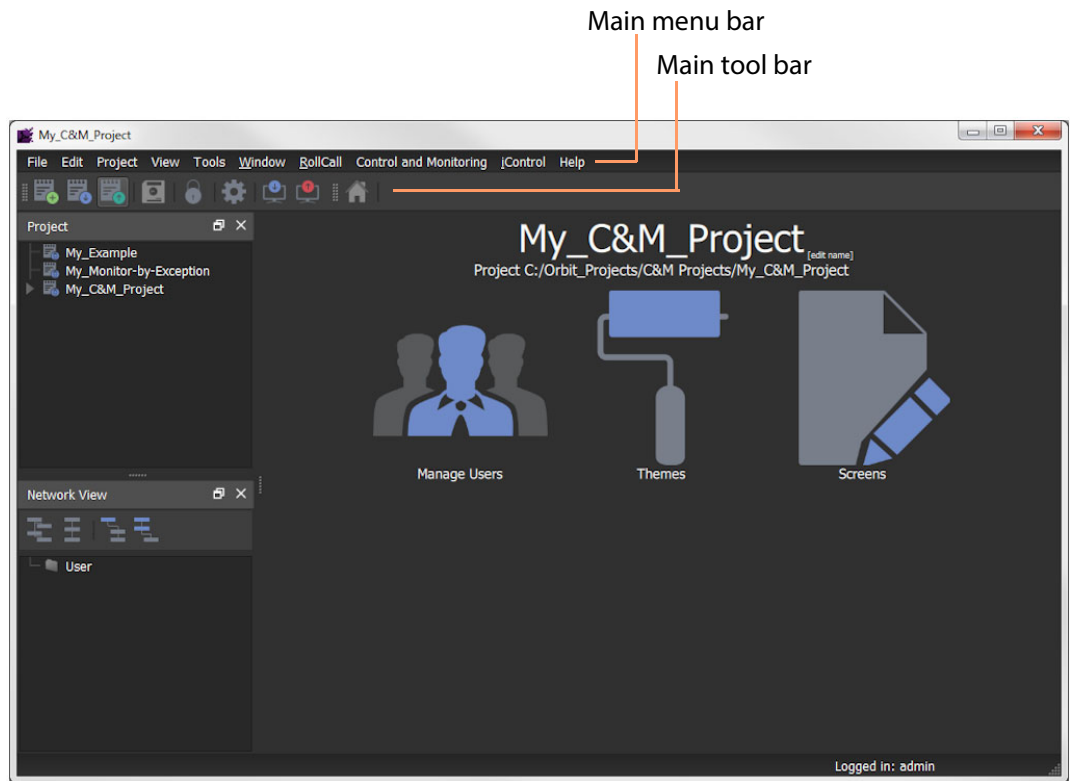 Main menu bar
Main tool bar
My_C&M_Project
File Edit Project View Tools Window RollCall Control and Monitoring iControl Help
Project
My_Example
My_Monitor-by-Exception
My_C&M_Project
My_C&M_Project [edit name]
Project C:/Orbit_Projects/C&M Projects/My_C&M_Project
Manage Users Themes Screens
Network View
User
Logged in: admin